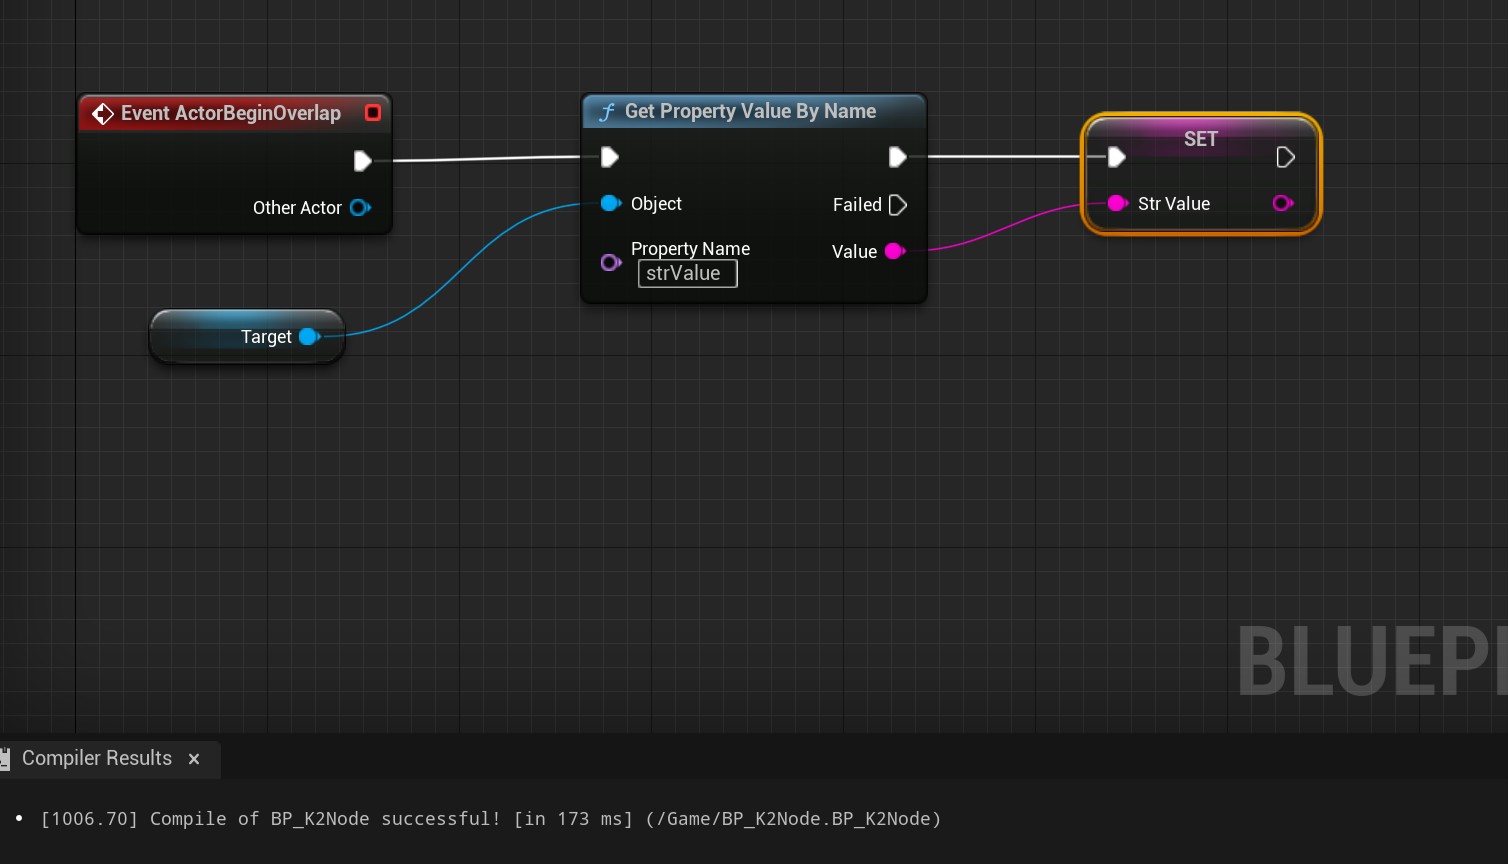 Event ActorBeginOverlap
Other Actor
Target
Get Property Value By Name
Object
Failed
Property Name
strValue
Value
SET
Str Value
BLUEP
Compiler Results
[1006.70] Compile of BP_K2Node successful! [in 173 ms] (/Game/BP_K2Node.BP_K2Node)